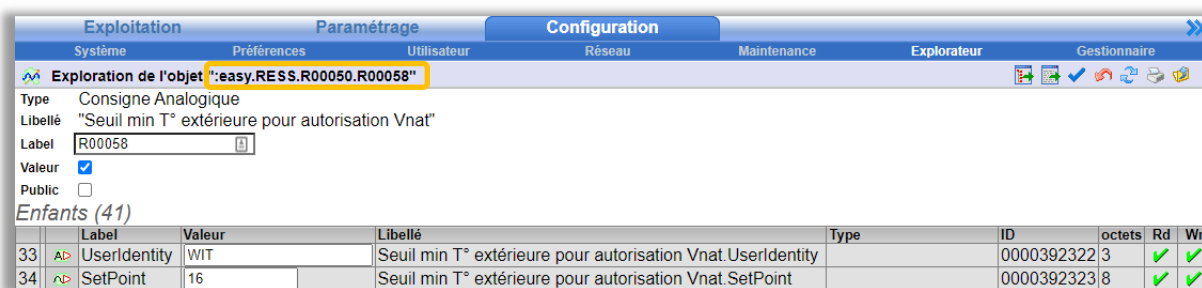 Exploitation Paramétrage Configuration
Système Préférences Utilisateur Réseau Maintenance Explorateur Gestionnaire
Exploration de l'objet ":easy.RESS.R00050.R00058"
Type Consigne Analogique
Libellé "Seuil min T° extérieure pour autorisation Vnat"
Label R00058
Valeur
Public
Enfants (41)
Label Valeur Libellé Type ID octets Rd Wr
33 UserIdentity WIT Seuil min T° extérieure pour autorisation Vnat.UserIdentity 0000392322 3
34 SetPoint 16 Seuil min T° extérieure pour autorisation Vnat.SetPoint 0000392323 8